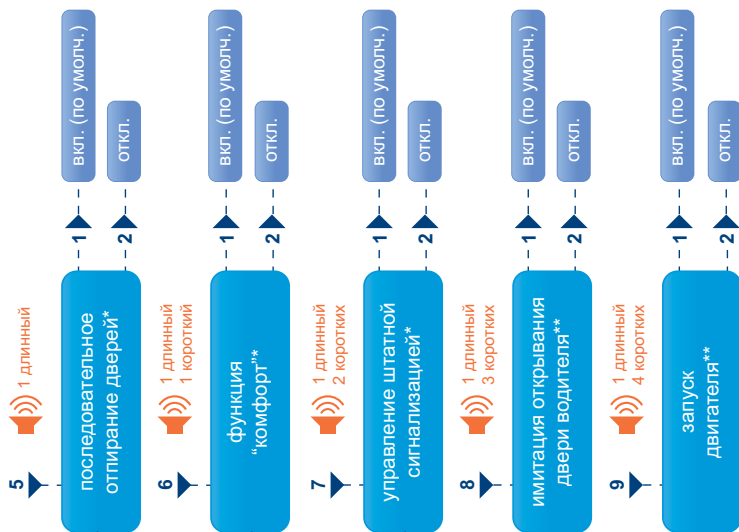 5
1 длинный
последовательное
отпирание дверей*
1
вкл. (по умолч.)
2
откл.
6
1 длинный
1 короткий
функция
“комфорт”*
1
вкл. (по умолч.)
2
откл.
7
1 длинный
2 коротких
управление штатной
сигнализацией*
1
вкл. (по умолч.)
2
откл.
8
1 длинный
3 коротких
имитация открывания
двери водителя**
1
вкл. (по умолч.)
2
откл.
9
1 длинный
4 коротких
запуск
двигателя**
1
вкл. (по умолч.)
2
откл.